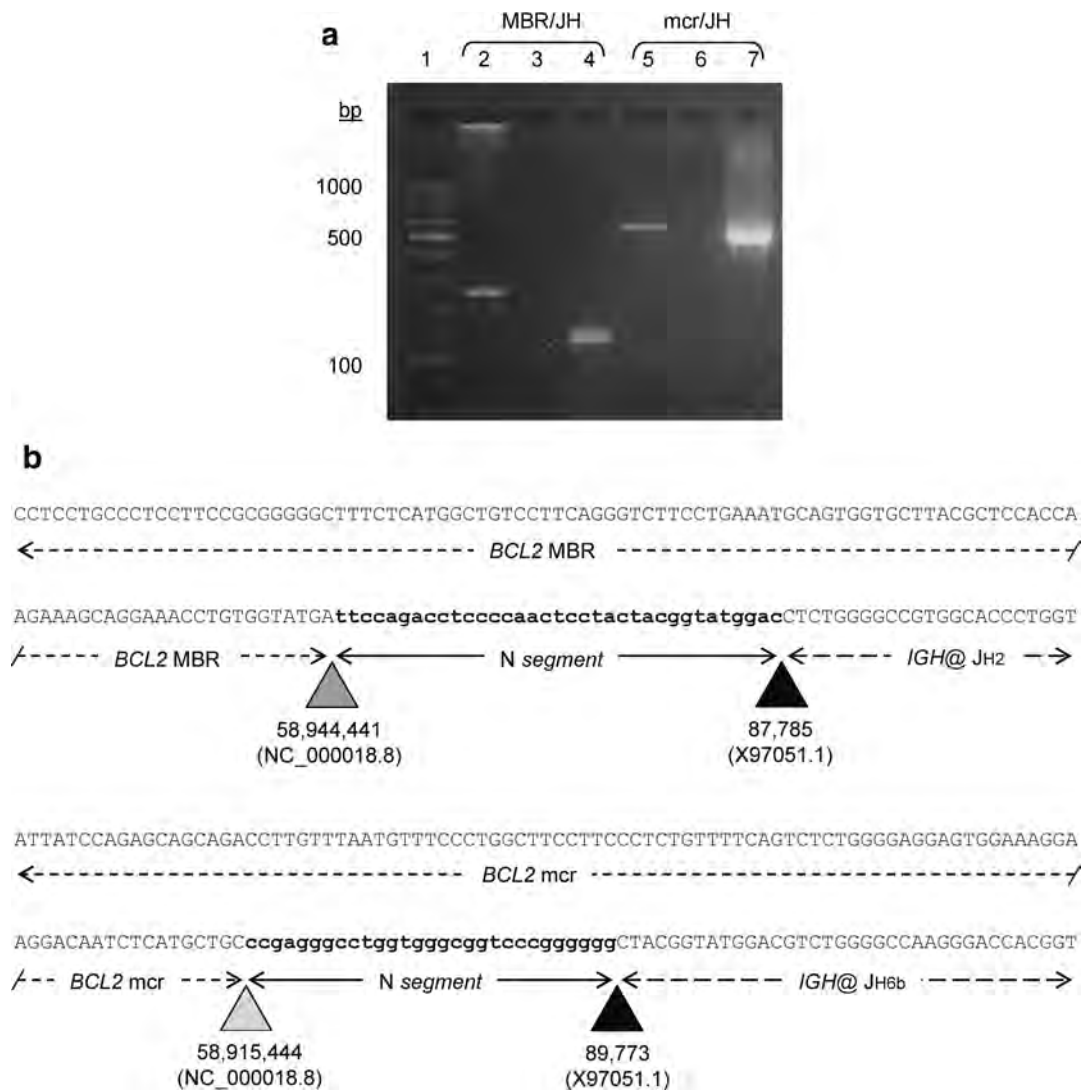 a
MBR/JH mcr/JH
1 2 3 4 5 6 7
bp
1000
500
100
b
CCTCCTGCCCTCCTTCCGCGGGGGCTTTCTCATGGCTGTCCTTCAGGGTCTTCCTGAAATGCAGTGGTGCTTACGCTCCACCA
BCL2 MBR
AGAAAGCAGGAAACCTGTGGTATGAttccagacctccccaactcctactacggtatggacCTCTGGGGCCGTGGCACCCTGGT
BCL2 MBR N segment IGH@ JH2
58,944,441 87,785
(NC_000018.8) (X97051.1)
ATTATCCAGAGCAGCAGACCTTGTTTAATGTTTCCCTGGCTTCCTTCCCTCTGTTTTCAGTCTCTGGGGAGGAGTGGAAAGGA
BCL2 mcr
AGGACAATCTCATGCTGCccgagggcctggtgggcggtcccggggggCTACGGTATGGACGTCTGGGGCCAAGGGACCACGGT
BCL2 mcr N segment IGH@ JH6b
58,915,444 89,773
(NC_000018.8) (X97051.1)